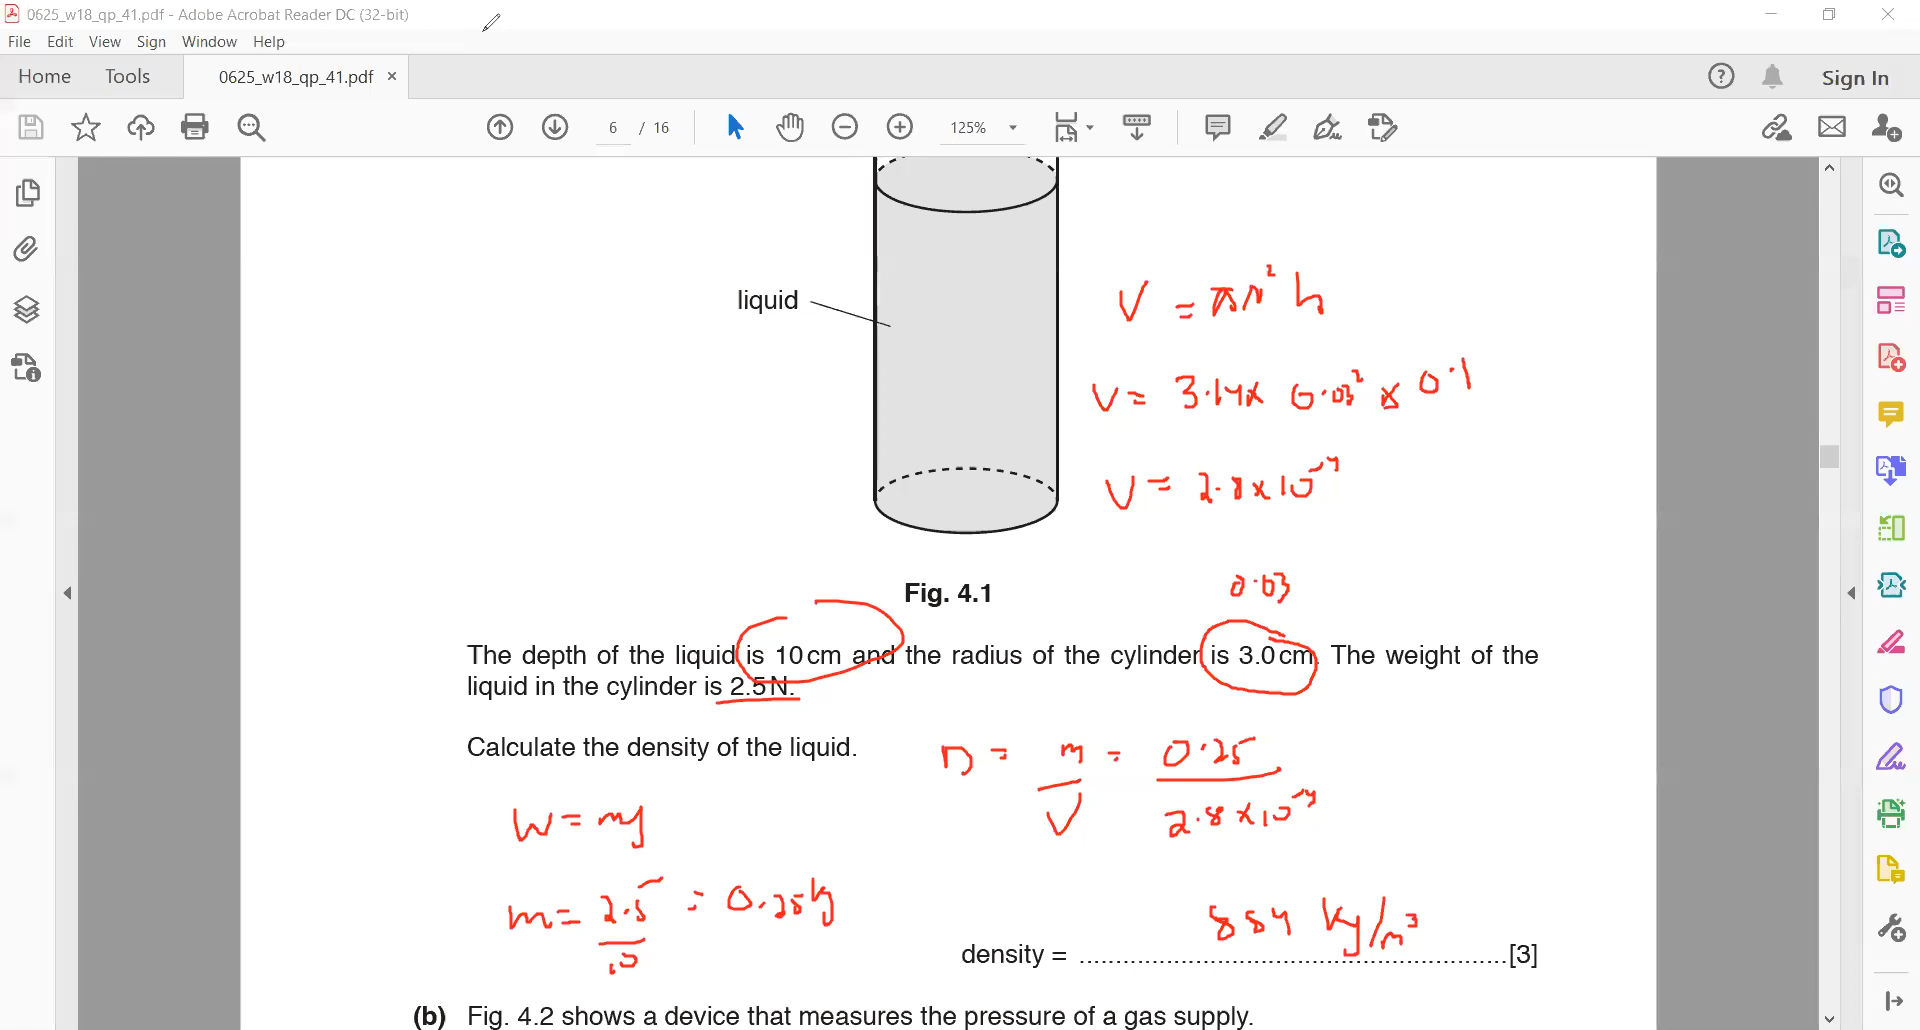 0625_w18_qp_41.pdf - Adobe Acrobat Reader DC (32-bit)
File Edit View Sign Window Help
Home Tools 0625_w18_qp_41.pdf × Sign In
6 / 16 125%
liquid
V = πr² h
V = 3.14 x 0.03² x 0.1
V = 2.8 x 10⁻⁴
Fig. 4.1
0.03
The depth of the liquid is 10 cm and the radius of the cylinder is 3.0 cm. The weight of the
liquid in the cylinder is 2.5 N.
Calculate the density of the liquid.
D = m/V = 0.25/2.8 x 10⁻⁴
W = mg
m = 2.5/10 = 0.25 kg
884 kg/m³
density = ..........................................................[3]
(b) Fig. 4.2 shows a device that measures the pressure of a gas supply.